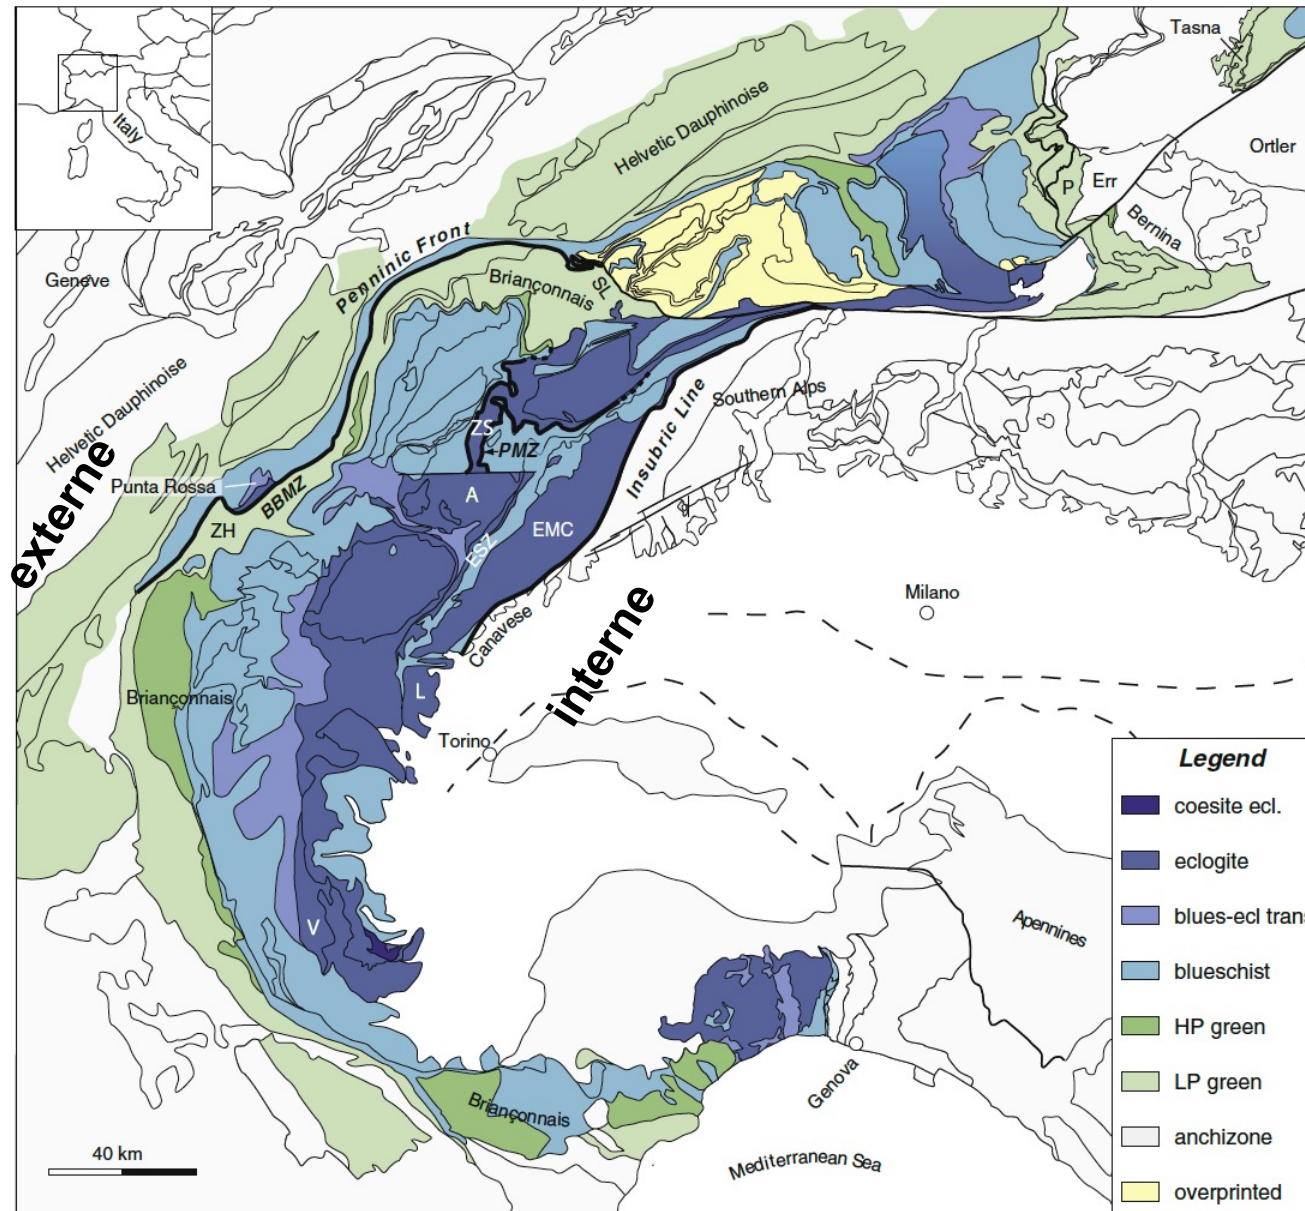 Italy
Tasna
Ortler
Helvetic Dauphinoise
P
Err
Bernina
Geneve
Penninic Front
Briançonnais
SL
Helvetic Dauphinoise
externe
Punta Rossa
BBMZ
ZH
ZS
PMZ
A
ESZ
EMC
Insubric Line
Southern Alps
Canavese
interne
Milano
Briançonnais
L
Torino
V
Apennines
Briançonnais
Genova
Mediterranean Sea
40 km
Legend
coesite ecl.
eclogite
blues-ecl trans
blueschist
HP green
LP green
anchizone
overprinted